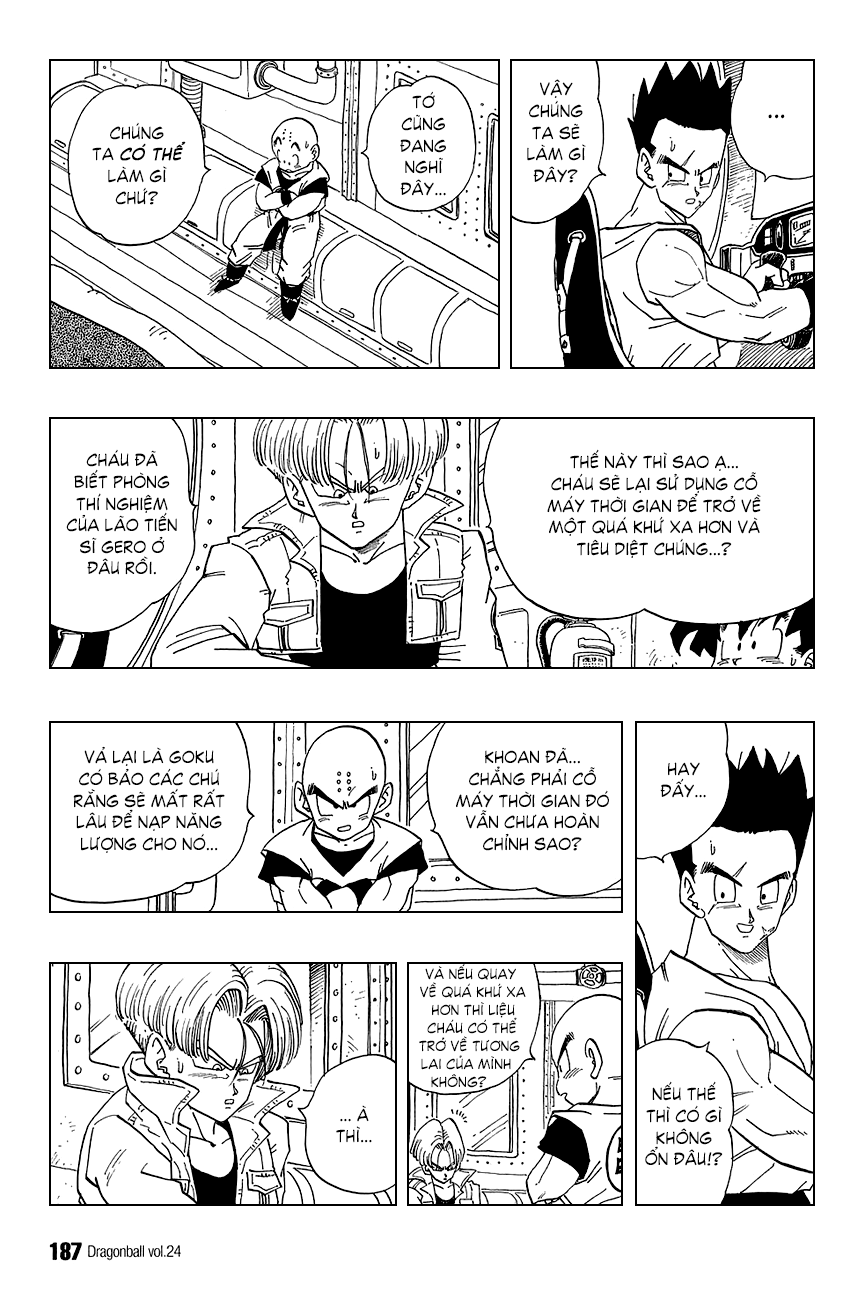 ...
VẬY
CHÚNG
TA SẼ
LÀM GÌ
ĐÂY?
TỚ
CŨNG
ĐANG
NGHĨ
ĐÂY...
CHÚNG
TA CÓ THỂ
LÀM GÌ
CHỨ?
THẾ NÀY THÌ SAO Ạ...
CHÁU SẼ LẠI SỬ DỤNG CỖ
MÁY THỜI GIAN ĐỂ TRỞ VỀ
MỘT QUÁ KHỨ XA HƠN VÀ
TIÊU DIỆT CHÚNG...?
CHÁU ĐÃ
BIẾT PHÒNG
THÍ NGHIỆM
CỦA LÃO TIẾN
SĨ GERO Ở
ĐÂU RỒI.
HAY
ĐẤY...
NẾU THẾ
THÌ CÓ GÌ
KHÔNG
ỔN ĐÂU!?
KHOAN ĐÃ...
CHẲNG PHẢI CỖ
MÁY THỜI GIAN ĐÓ
VẪN CHƯA HOÀN
CHỈNH SAO?
VẢ LẠI LÀ GOKU
CÓ BẢO CÁC CHÚ
RẰNG SẼ MẤT RẤT
LÂU ĐỂ NẠP NĂNG
LƯỢNG CHO NÓ...
VÀ NẾU QUAY
VỀ QUÁ KHỨ XA
HƠN THÌ LIỆU
CHÁU CÓ THỂ
TRỞ VỀ TƯƠNG
LAI CỦA MÌNH
KHÔNG?
... À
THÌ...
187 Dragonball vol.24